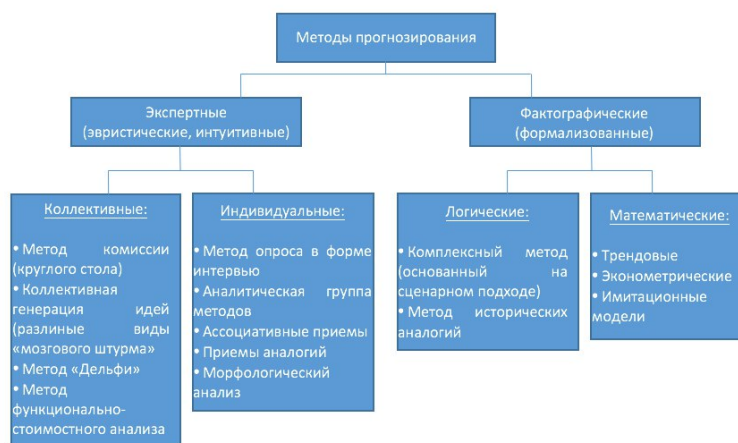 Методы прогнозирования
Экспертные
(эвристические, интуитивные)
Фактографические
(формализованные)
Коллективные:
• Метод комиссии
(круглого стола)
• Коллективная
генерация идей
(разлиные виды
«мозгового штурма»
• Метод «Дельфи»
• Метод
функционально-
стоимостного анализа
Индивидуальные:
• Метод опроса в форме
интервью
• Аналитическая группа
методов
• Ассоциативные приемы
• Приемы аналогий
• Морфологический
анализ
Логические:
• Комплексный метод
(основанный на
сценарном подходе)
• Метод исторических
аналогий
Математические:
• Трендовые
• Эконометрические
• Имитационные
модели